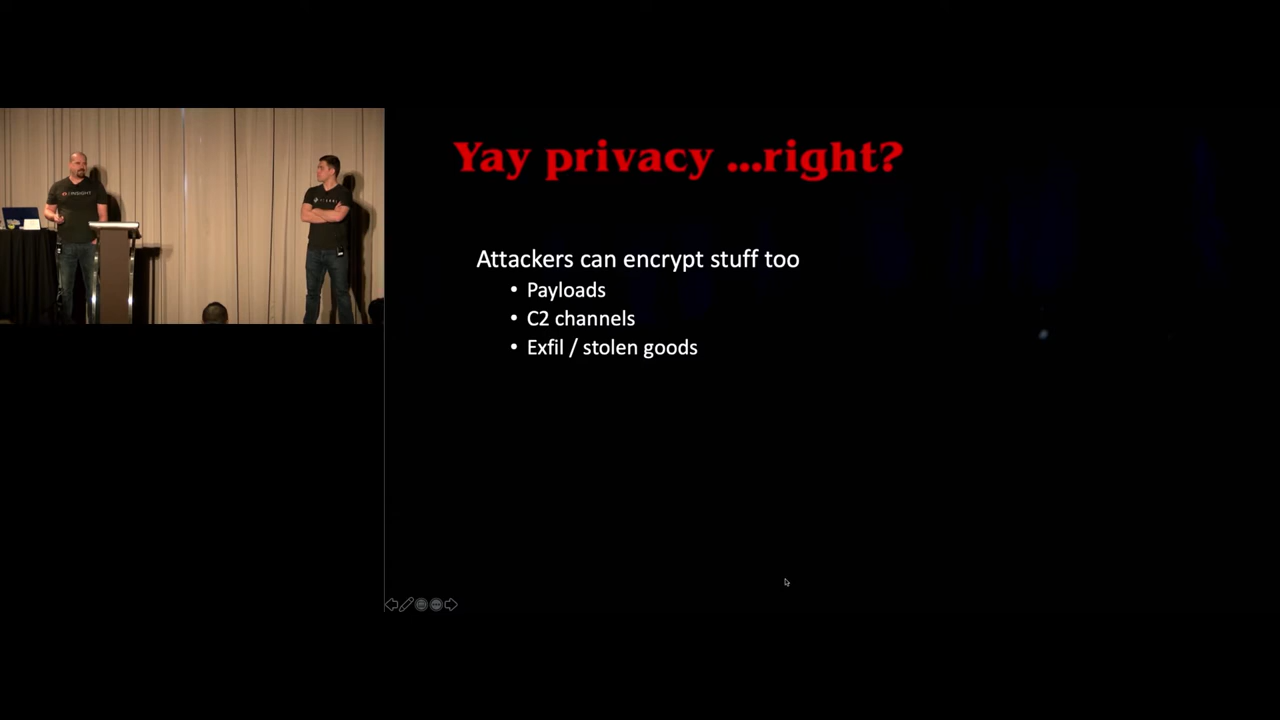 Yay privacy ...right?
Attackers can encrypt stuff too
• Payloads
• C2 channels
• Exfil / stolen goods